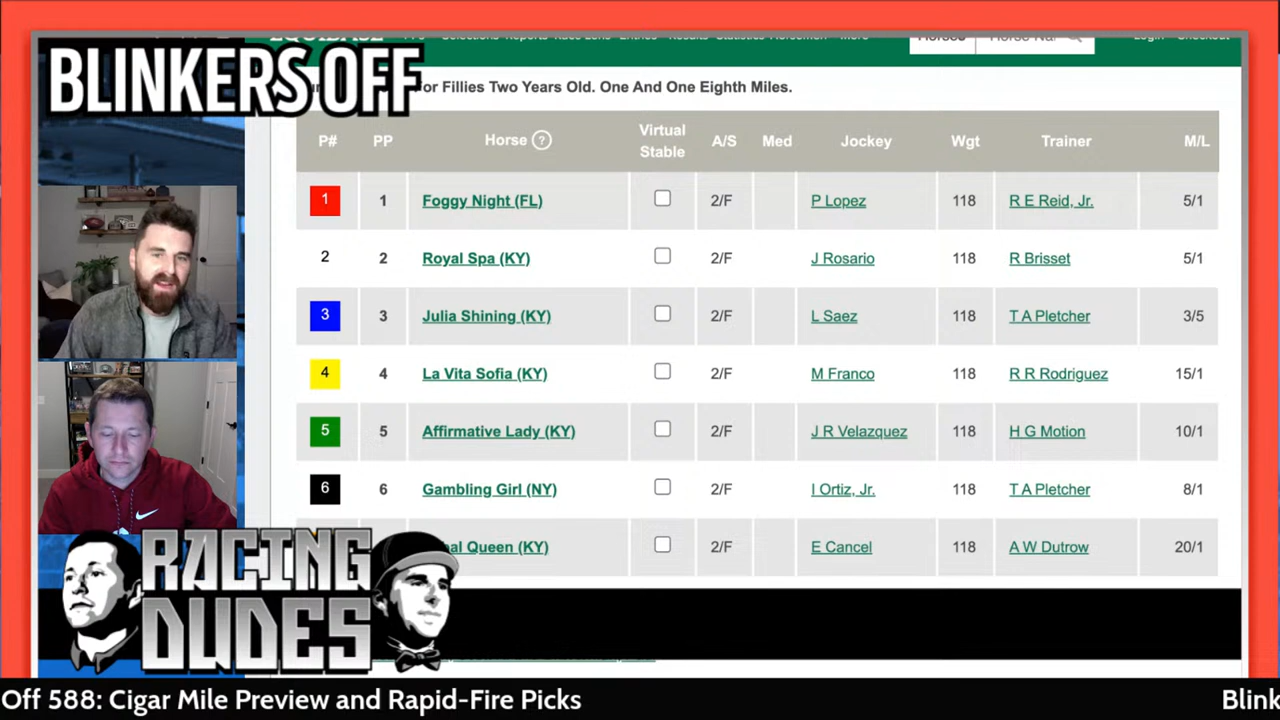 BLINKERS OFF
or Fillies Two Years Old. One And One Eighth Miles.
P# PP Horse ? Virtual Stable A/S Med Jockey Wgt Trainer M/L
1 1 Foggy Night (FL) 2/F P Lopez 118 R E Reid, Jr. 5/1
2 2 Royal Spa (KY) 2/F J Rosario 118 R Brisset 5/1
3 3 Julia Shining (KY) 2/F L Saez 118 T A Pletcher 3/5
4 4 La Vita Sofia (KY) 2/F M Franco 118 R R Rodriguez 15/1
5 5 Affirmative Lady (KY) 2/F J R Velazquez 118 H G Motion 10/1
6 6 Gambling Girl (NY) 2/F I Ortiz, Jr. 118 T A Pletcher 8/1
al Queen (KY) 2/F E Cancel 118 A W Dutrow 20/1
RACING
DUDES
Off 588: Cigar Mile Preview and Rapid-Fire Picks Blink